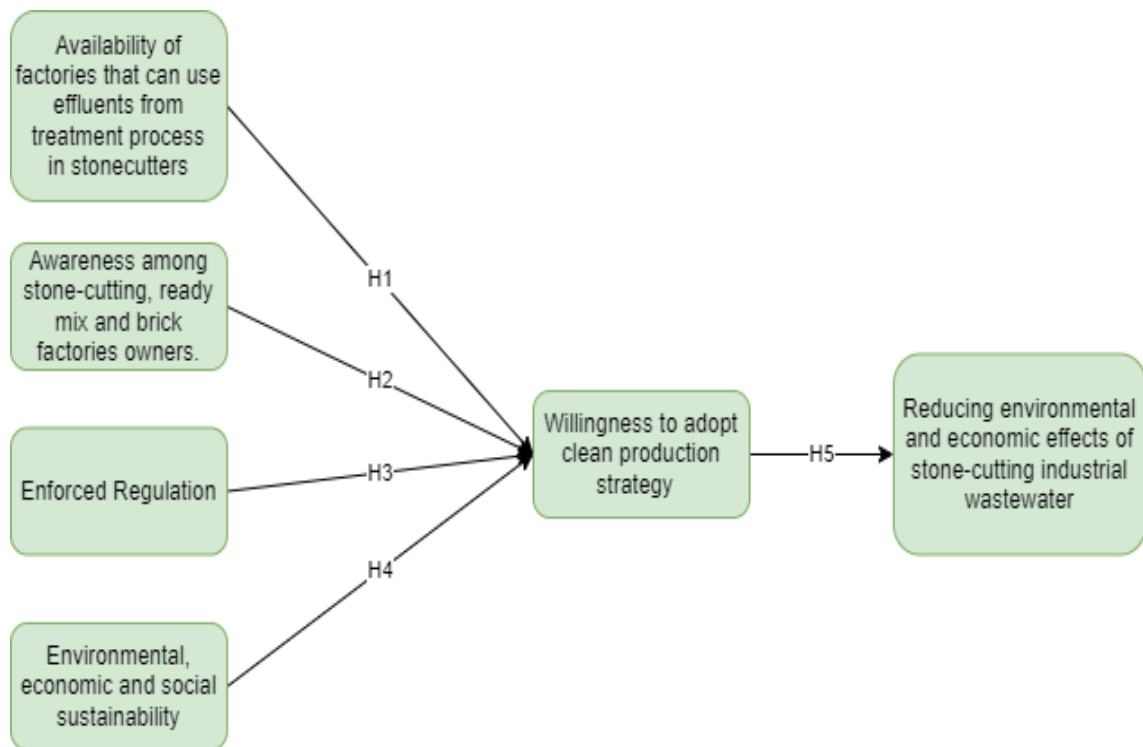 Availability of
factories that can use
effluents from
treatment process
in stonecutters
H1
Awareness among
stone-cutting, ready
mix and brick
factories owners.
H2
Enforced Regulation
H3
Environmental,
economic and social
sustainability
H4
Willingness to adopt
clean production
strategy
H5
Reducing environmental
and economic effects of
stone-cutting industrial
wastewater